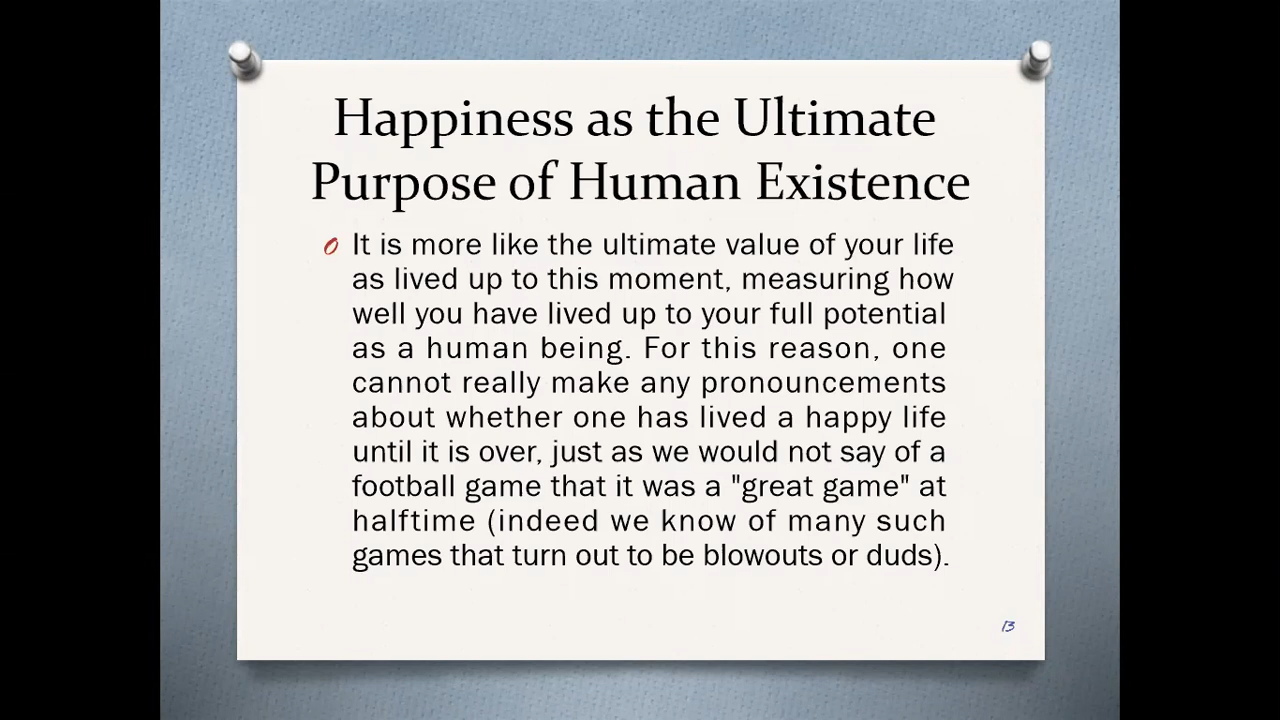 Happiness as the Ultimate
Purpose of Human Existence
It is more like the ultimate value of your life
as lived up to this moment, measuring how
well you have lived up to your full potential
as a human being. For this reason, one
cannot really make any pronouncements
about whether one has lived a happy life
until it is over, just as we would not say of a
football game that it was a "great game" at
halftime (indeed we know of many such
games that turn out to be blowouts or duds).
13